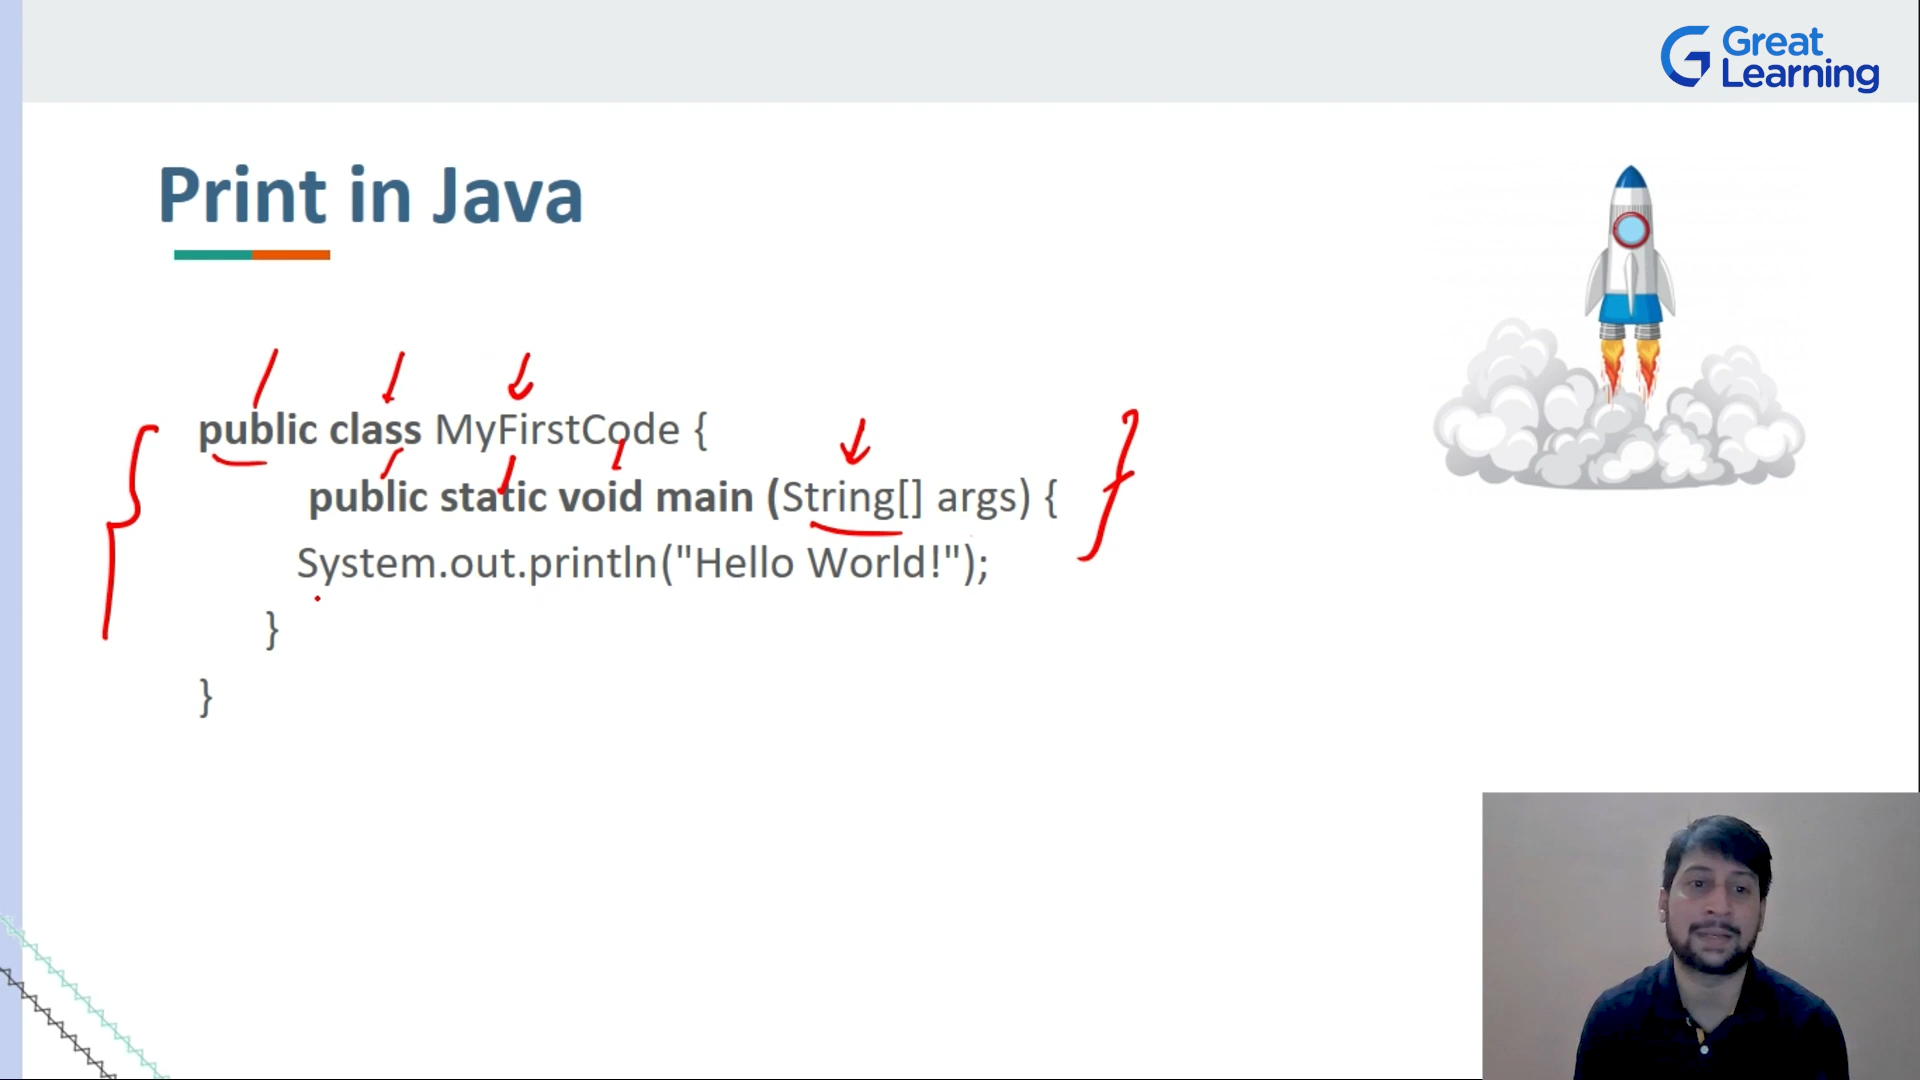 Great
Learning
Print in Java
public class MyFirstCode {
public static void main (String[] args) {
System.out.println("Hello World!");
}
}